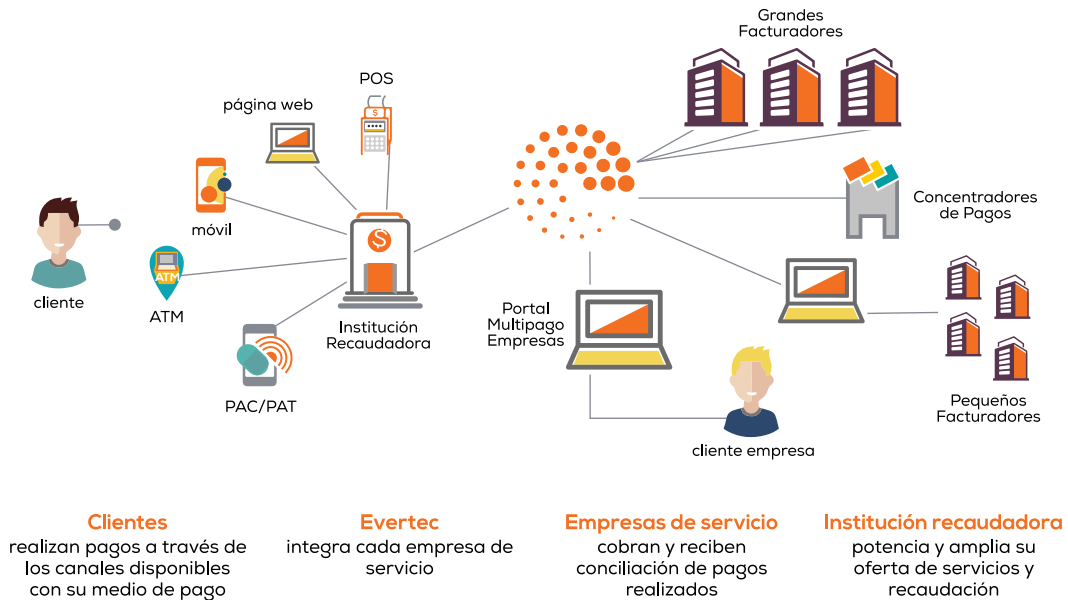 Grandes
Facturadores
POS
página web
$
móvil
cliente
ATM
ATM
$
Institución
Recaudadora
PAC/PAT
Portal
Multipago
Empresas
cliente empresa
Concentradores
de Pagos
Pequeños
Facturadores
Clientes
realizan pagos a través de
los canales disponibles
con su medio de pago
Evertec
integra cada empresa de
servicio
Empresas de servicio
cobran y reciben
conciliación de pagos
realizados
Institución recaudadora
potencia y amplia su
oferta de servicios y
recaudación